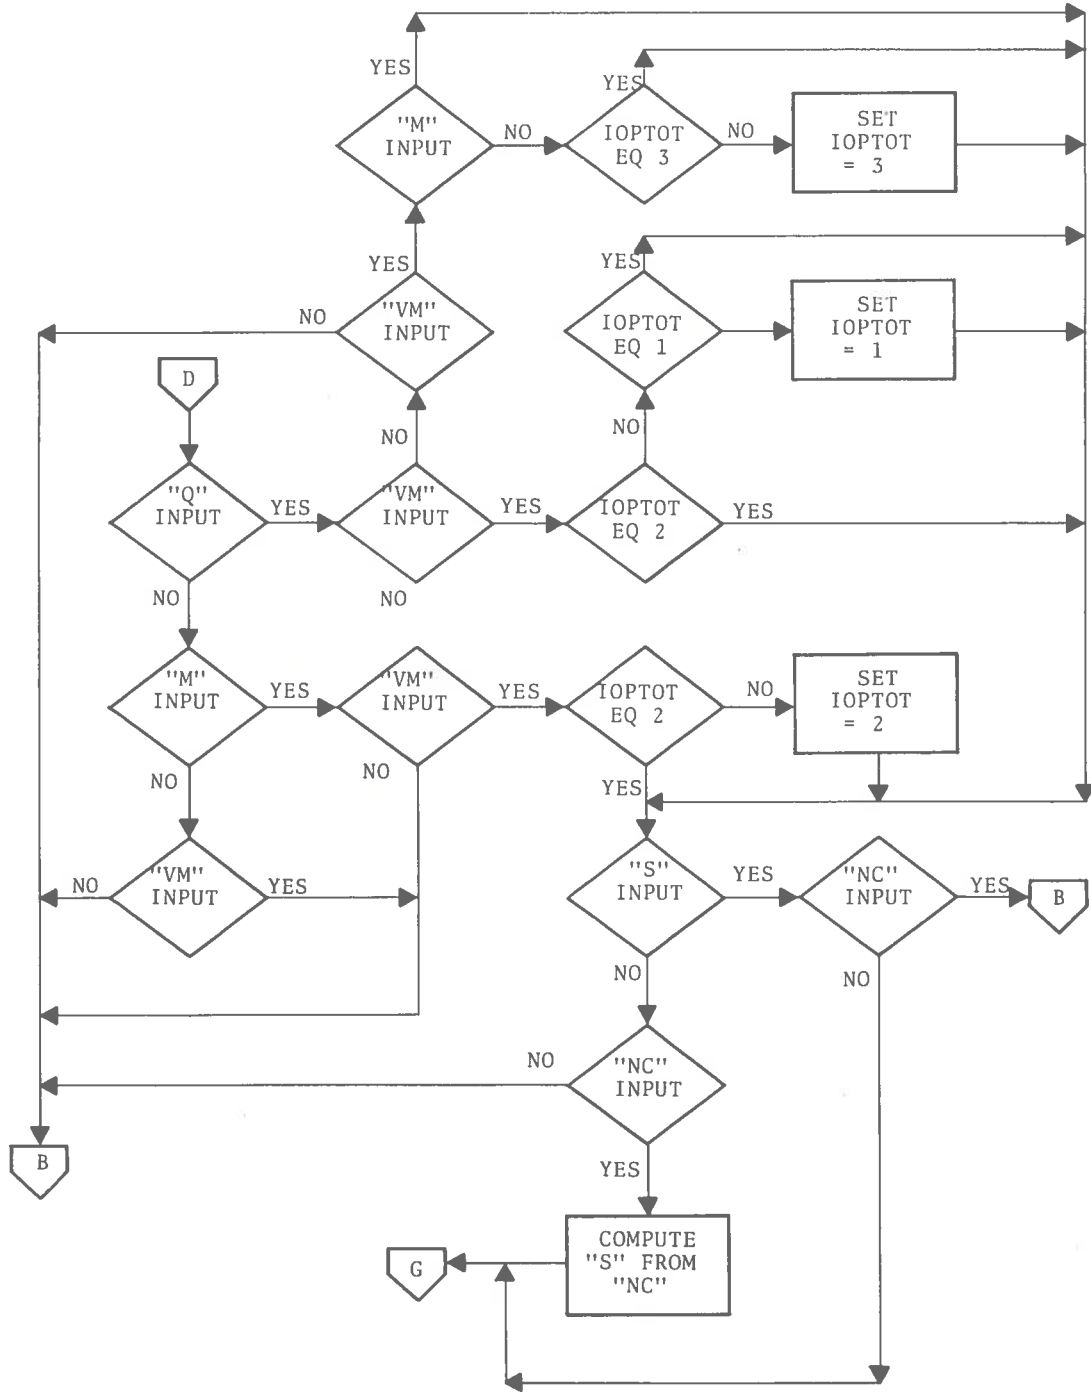 YES
"M"
INPUT
NO
YES
IOPTOT
EQ 3
NO
SET
IOPTOT
= 3
YES
"VM"
INPUT
NO
YES
IOPTOT
EQ 1
SET
IOPTOT
= 1
D
NO
NO
"Q"
INPUT
YES
"VM"
INPUT
YES
IOPTOT
EQ 2
YES
NO
NO
"M"
INPUT
YES
"VM"
INPUT
YES
IOPTOT
EQ 2
NO
SET
IOPTOT
= 2
NO
NO
YES
NO
"VM"
INPUT
YES
"S"
INPUT
YES
"NC"
INPUT
YES
B
NO
NO
NO
"NC"
INPUT
B
YES
COMPUTE
"S" FROM
"NC"
G